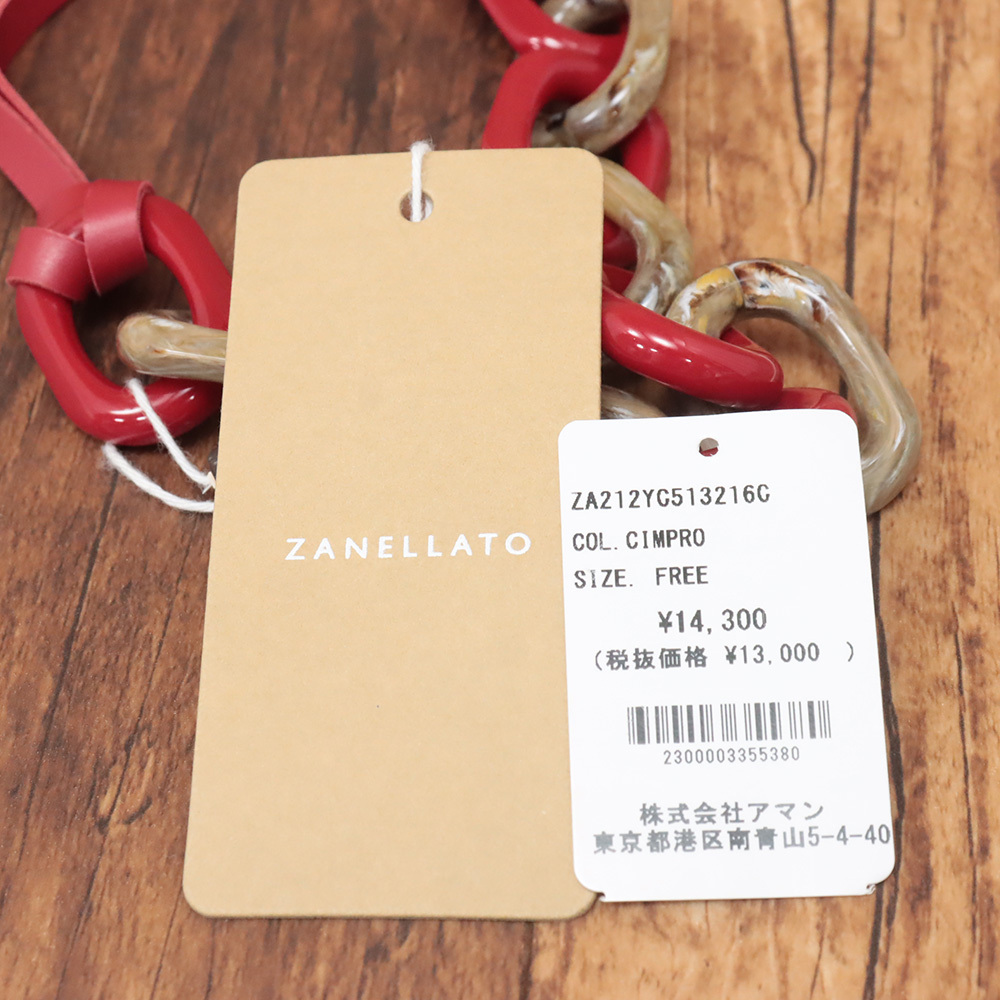 ZANELLATO
ZA212YC513216C
COL.CIMPRO
SIZE. FREE
¥14,300
(税抜価格 ¥13,000 )
2300003355380
株式会社アマン
東京都港区南青山5-4-40